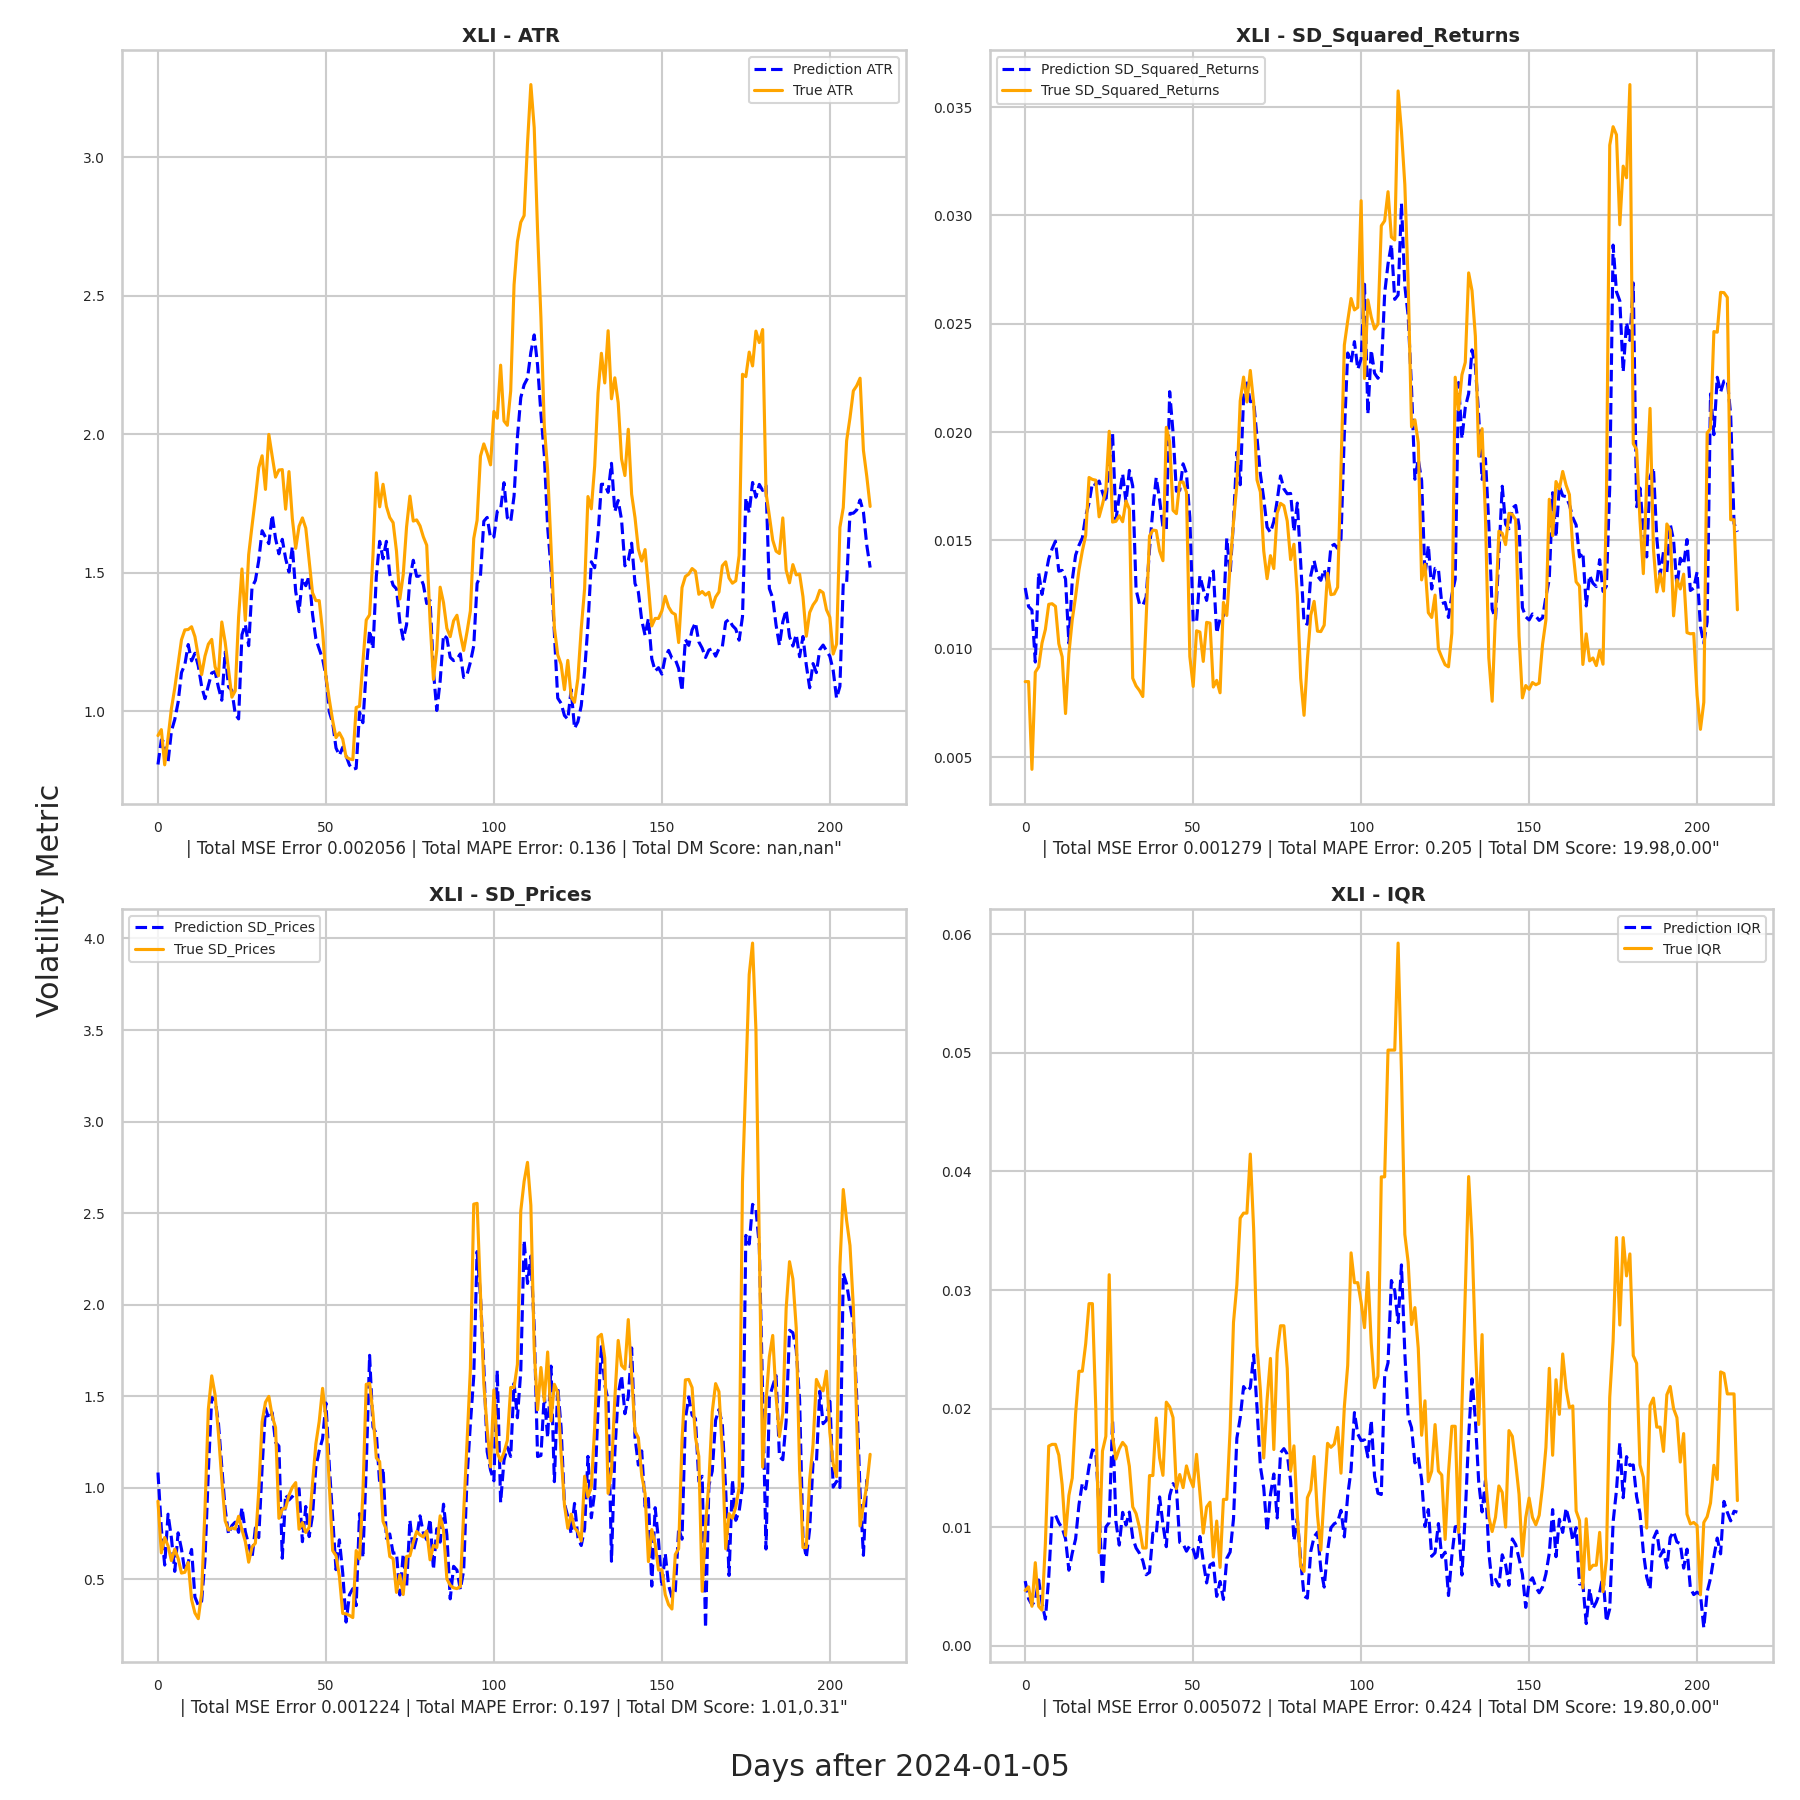 XLI - ATR
Prediction ATR
True ATR
3.0
2.5
2.0
1.5
1.0
0
50
100
150
200
| Total MSE Error 0.002056 | Total MAPE Error: 0.136 | Total DM Score: nan,nan"
XLI - SD_Squared_Returns
Prediction SD_Squared_Returns
True SD_Squared_Returns
0.035
0.030
0.025
0.020
0.015
0.010
0.005
0
50
100
150
200
| Total MSE Error 0.001279 | Total MAPE Error: 0.205 | Total DM Score: 19.98,0.00"
Volatility Metric
XLI - SD_Prices
Prediction SD_Prices
True SD_Prices
4.0
3.5
3.0
2.5
2.0
1.5
1.0
0.5
0
50
100
150
200
| Total MSE Error 0.001224 | Total MAPE Error: 0.197 | Total DM Score: 1.01,0.31"
XLI - IQR
Prediction IQR
True IQR
0.06
0.05
0.04
0.03
0.02
0.01
0.00
0
50
100
150
200
| Total MSE Error 0.005072 | Total MAPE Error: 0.424 | Total DM Score: 19.80,0.00"
Days after 2024-01-05